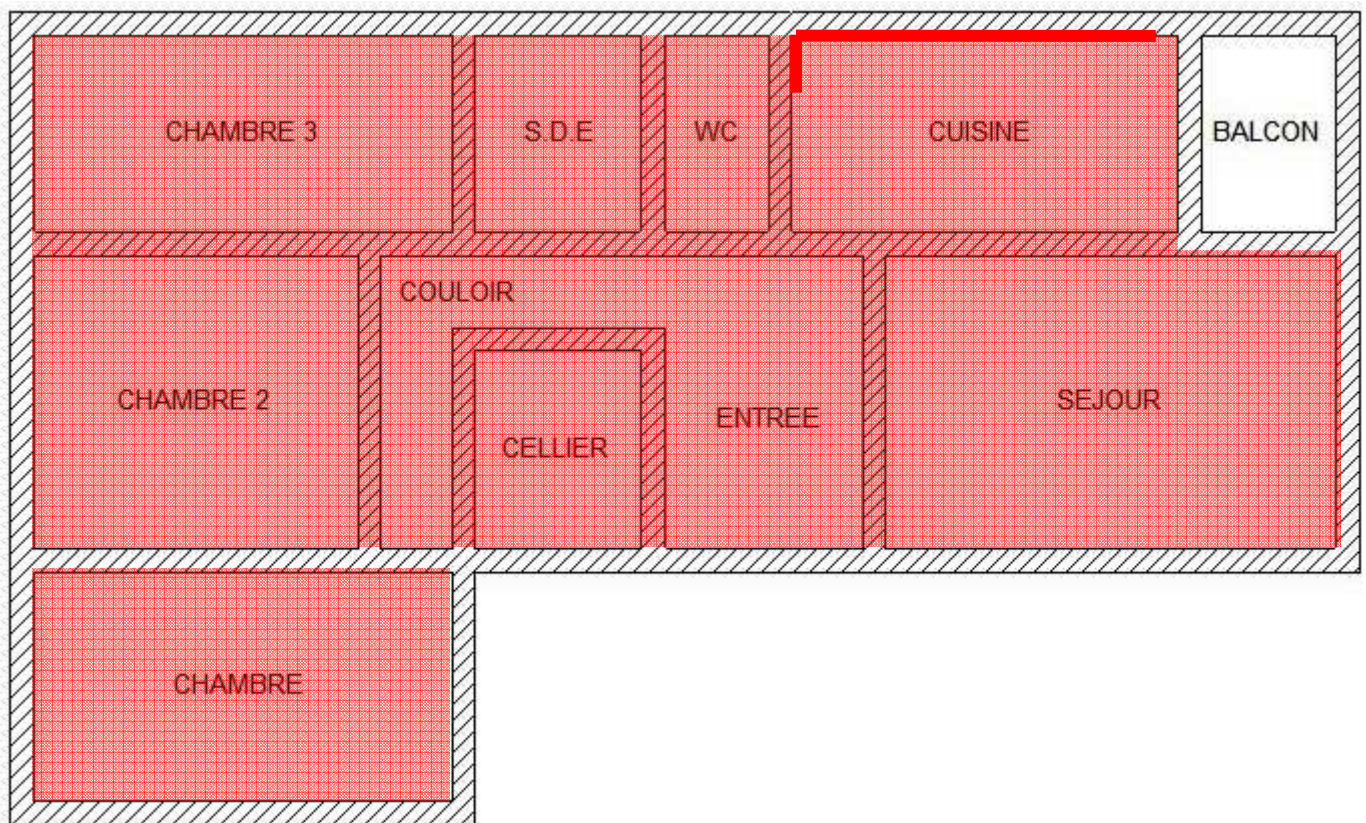 CHAMBRE 3
S.D.E
WC
CUISINE
BALCON
COULOIR
CHAMBRE 2
CELLIER
ENTREE
SEJOUR
CHAMBRE